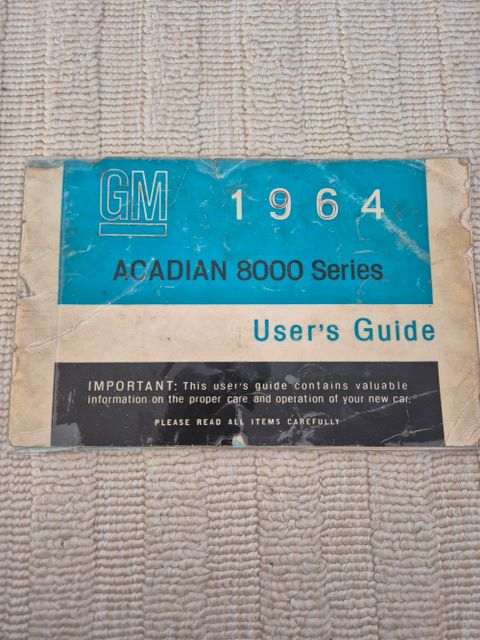 GM
1964
ACADIAN 8000 Series
User's Guide
IMPORTANT: This user's guide contains valuable
information on the proper care and operation of your new car.
PLEASE READ ALL ITEMS CAREFULLY